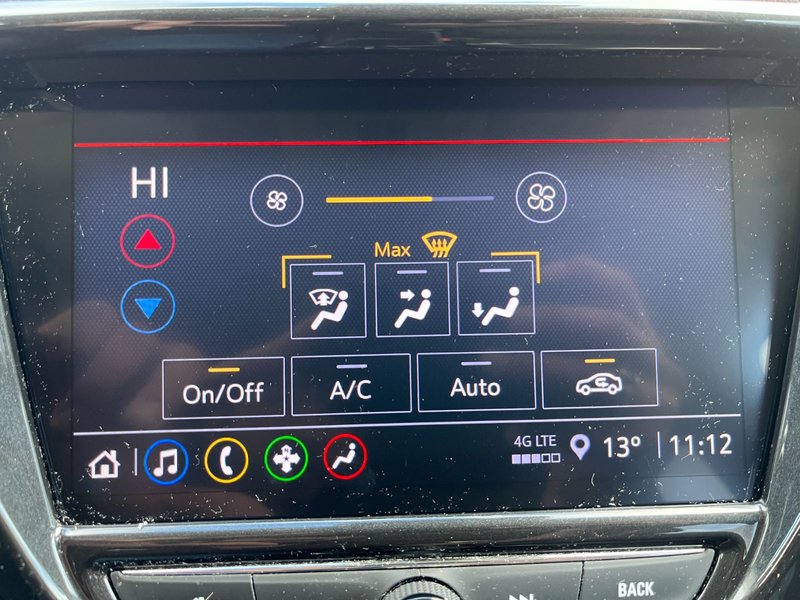 HI
Max
On/Off
A/C
Auto
4G LTE
13° 11:12
BACK